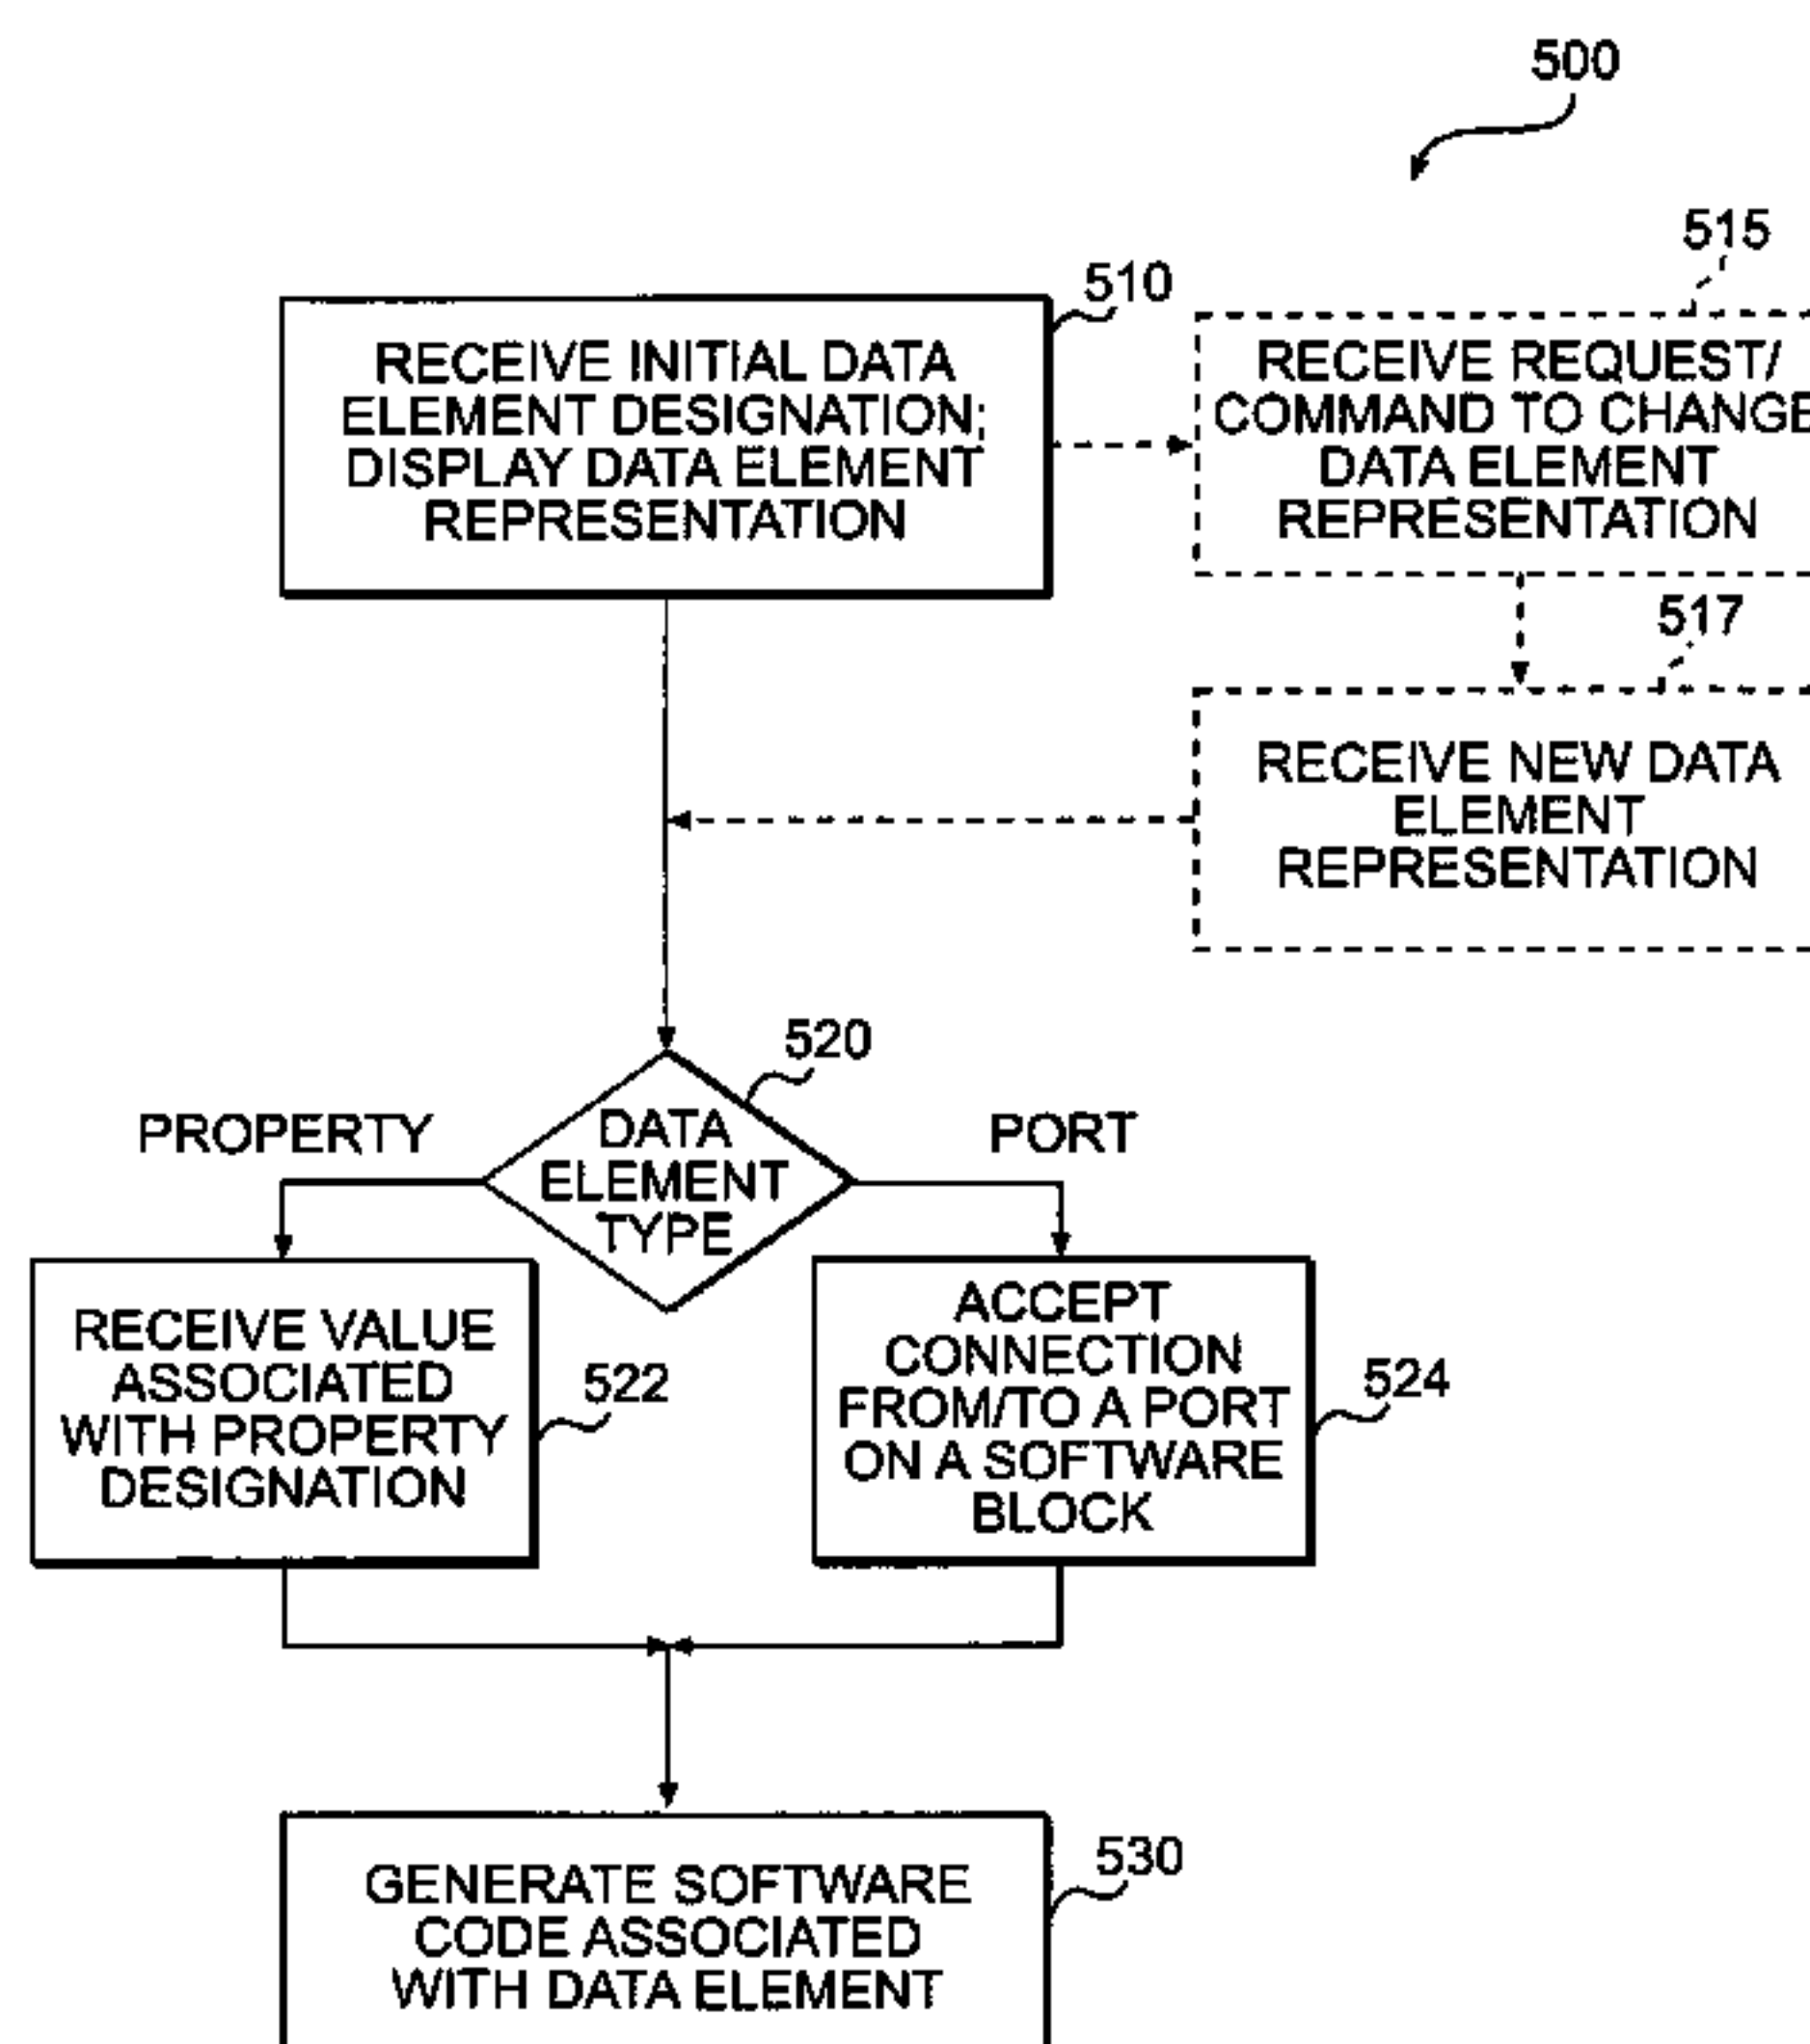 500
510
RECEIVE INITIAL DATA
ELEMENT DESIGNATION;
DISPLAY DATA ELEMENT
REPRESENTATION
515
RECEIVE REQUEST/
COMMAND TO CHANGE
DATA ELEMENT
REPRESENTATION
517
RECEIVE NEW DATA
ELEMENT
REPRESENTATION
520
DATA
ELEMENT
TYPE
PROPERTY
PORT
RECEIVE VALUE
ASSOCIATED
WITH PROPERTY
DESIGNATION
522
ACCEPT
CONNECTION
FROM/TO A PORT
ON A SOFTWARE
BLOCK
524
530
GENERATE SOFTWARE
CODE ASSOCIATED
WITH DATA ELEMENT